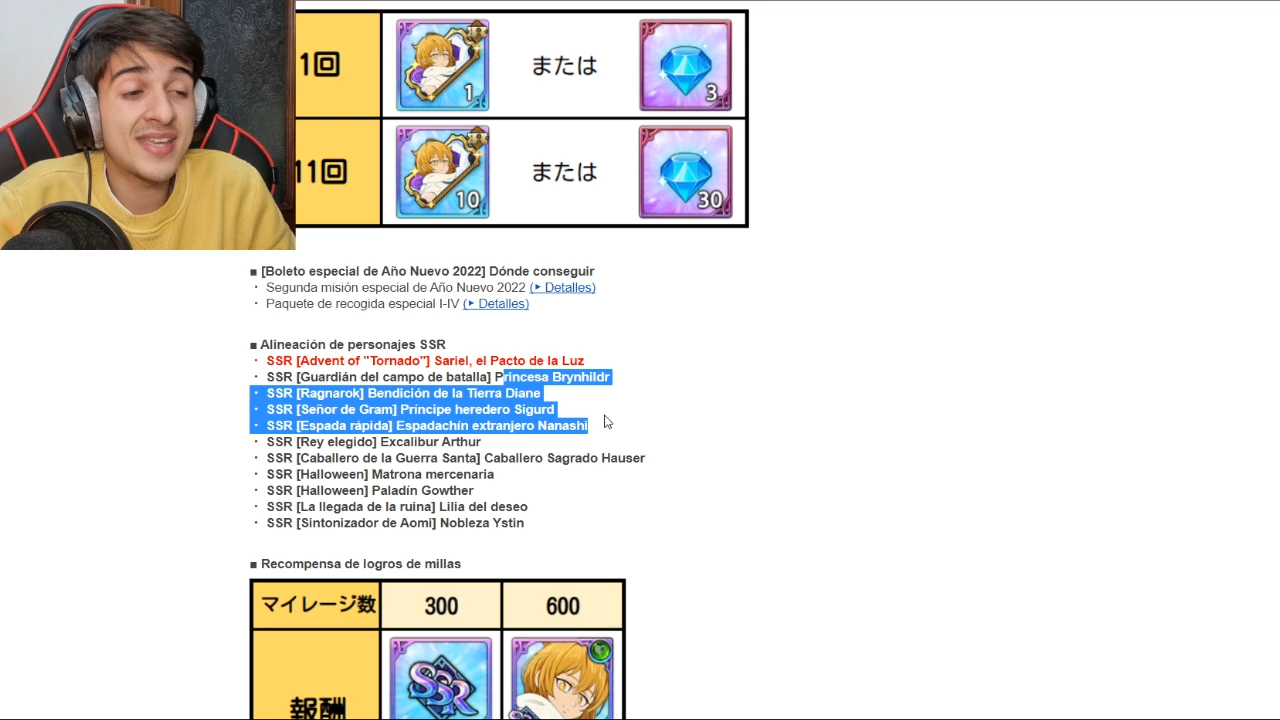 1回
1
または
3
11回
10
または
30
■ [Boleto especial de Año Nuevo 2022] Dónde conseguir
・ Segunda misión especial de Año Nuevo 2022 (▶ Detalles)
・ Paquete de recogida especial I-IV (▶ Detalles)
■ Alineación de personajes SSR
・ SSR [Advent of "Tornado"] Sariel, el Pacto de la Luz
・ SSR [Guardián del campo de batalla] Princesa Brynhildr
・ SSR [Ragnarok] Bendición de la Tierra Diane
・ SSR [Señor de Gram] Príncipe heredero Sigurd
・ SSR [Espada rápida] Espadachín extranjero Nanashi
・ SSR [Rey elegido] Excalibur Arthur
・ SSR [Caballero de la Guerra Santa] Caballero Sagrado Hauser
・ SSR [Halloween] Matrona mercenaria
・ SSR [Halloween] Paladín Gowther
・ SSR [La llegada de la ruina] Lilia del deseo
・ SSR [Sintonizador de Aomi] Nobleza Ystin
■ Recompensa de logros de millas
マイレージ数
300
600
報酬
SSR